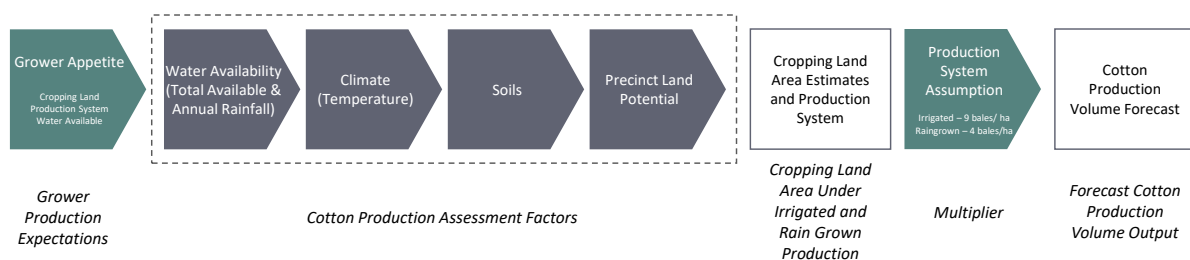 Grower Appetite
Cropping Land
Production System
Water Available
Water Availability
(Total Available &
Annual Rainfall)
Climate
(Temperature)
Soils
Precinct Land
Potential
Cropping Land
Area Estimates
and Production
System
Production
System
Assumption
Irrigated – 9 bales/ ha
Raingrown – 4 bales/ha
Cotton
Production
Volume Forecast
Grower
Production
Expectations
Cotton Production Assessment Factors
Cropping Land
Area Under
Irrigated and
Rain Grown
Production
Multiplier
Forecast Cotton
Production
Volume Output